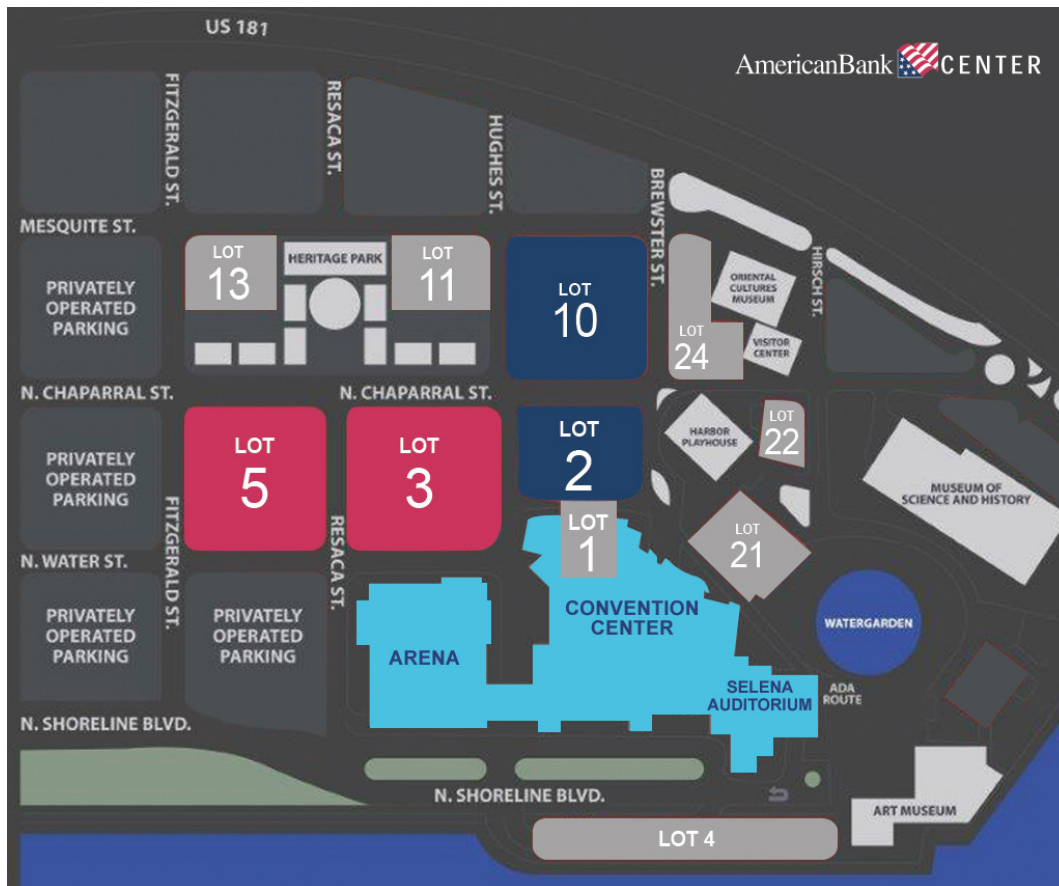 US 181
AmericanBank CENTER
FITZGERALD ST.
RESACA ST.
HUGHES ST.
BREWSTER ST.
HIRSCH ST.
MESQUITE ST.
PRIVATELY
OPERATED
PARKING
LOT
13
HERITAGE PARK
LOT
11
LOT
10
LOT
24
ORIENTAL
CULTURES
MUSEUM
VISITOR
CENTER
N. CHAPARRAL ST.
N. CHAPARRAL ST.
PRIVATELY
OPERATED
PARKING
FITZGERALD ST.
LOT
5
RESACA ST.
LOT
3
LOT
2
LOT
1
HARBOR
PLAYHOUSE
LOT
22
LOT
21
MUSEUM OF
SCIENCE AND HISTORY
N. WATER ST.
PRIVATELY
OPERATED
PARKING
PRIVATELY
OPERATED
PARKING
ARENA
CONVENTION
CENTER
SELENA
AUDITORIUM
WATERGARDEN
ADA
ROUTE
N. SHORELINE BLVD.
N. SHORELINE BLVD.
ART MUSEUM
LOT 4